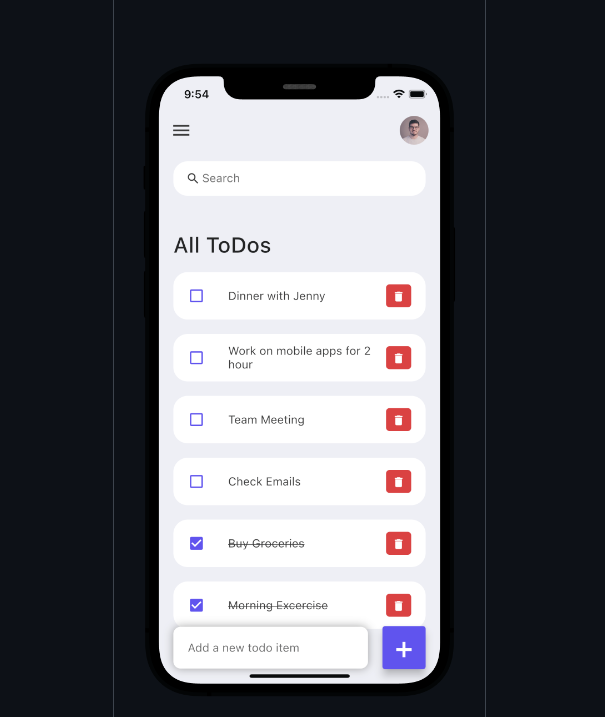 9:54
Search
All ToDos
Dinner with Jenny
Work on mobile apps for 2
hour
Team Meeting
Check Emails
Buy Groceries
Morning Excercise
Add a new todo item
+